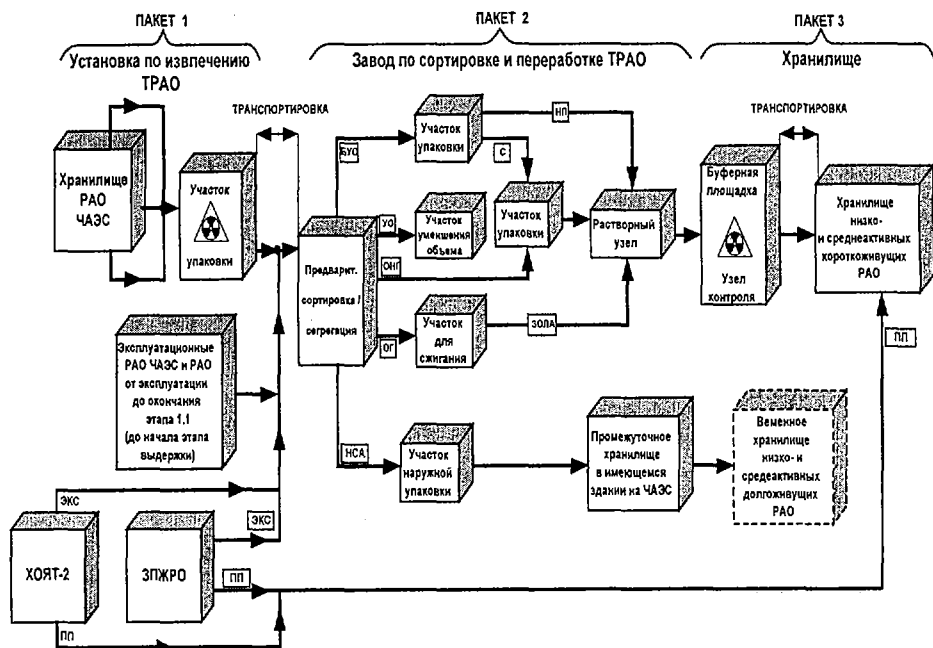 ПАКЕТ 1
Установка по извлечению
ТРАО
ПАКЕТ 2
Завод по сортировке и переработке ТРАО
ПАКЕТ 3
Хранилище
ТРАНСПОРТИРОВКА
ТРАНСПОРТИРОВКА
Хранилище
РАО
ЧАЭС
Участок
упаковки
Предварит.
сортировка /
сегрегация
БУО
УО
ОНГ
ОГ
НСА
Участок
упаковки
НП
С
Участок
уменшения
объема
Участок
упаковки
Растворный
узел
Участок
для
сжигания
ЗОЛА
Буферная
площадка
Узел
контроля
Хранилище
низко-
и среднеактивных
короткоживущих
РАО
ПП
Эксплуатационные
РАО ЧАЭС и РАО
от эксплуатации
до окончания
этапа 1,1
(до начала этапа
выдержки)
Участок
наружной
упаковки
Промежуточное
хранилище
в имеющемся
здании на ЧАЭС
Веменное
хранилище
низко- и
средеактивных
долгоживущих
РАО
ЭКС
ЭКС
ХОЯТ-2
ЗПЖРО
ПП
ПП